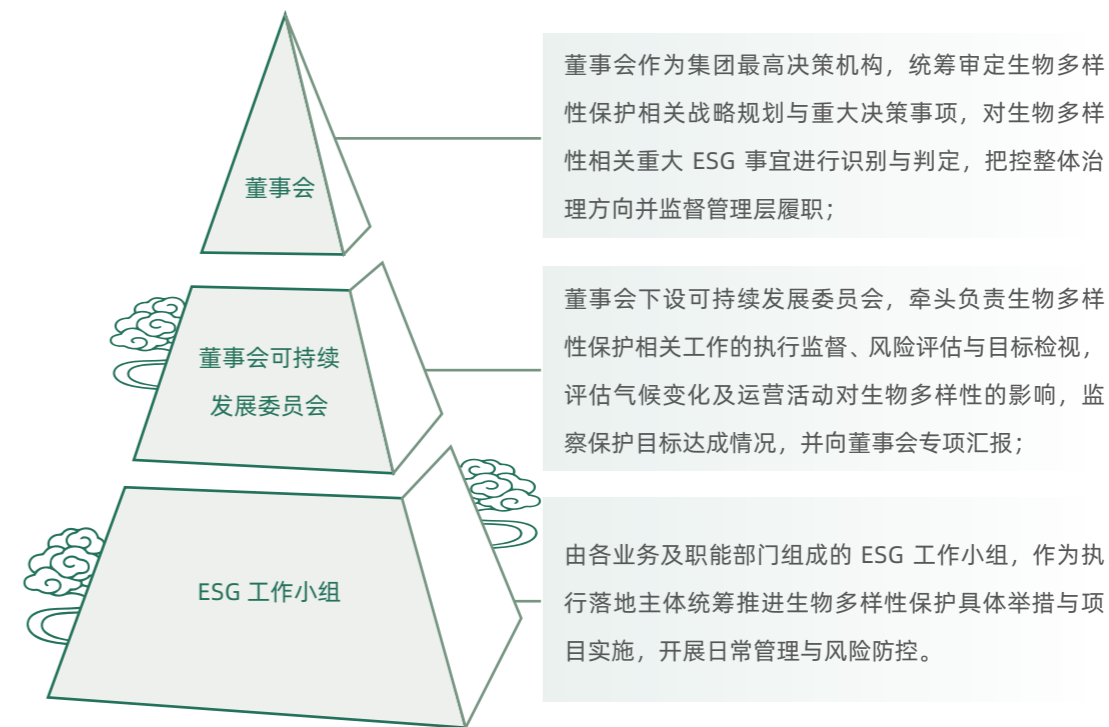 董事会
董事会作为集团最高决策机构，统筹审定生物多样
性保护相关战略规划与重大决策事项，对生物多样
性相关重大 ESG 事宜进行识别与判定，把控整体治
理方向并监督管理层履职；
董事会可持续
发展委员会
董事会下设可持续发展委员会，牵头负责生物多样
性保护相关工作的执行监督、风险评估与目标检视，
评估气候变化及运营活动对生物多样性的影响，监
察保护目标达成情况，并向董事会专项汇报；
ESG 工作小组
由各业务及职能部门组成的 ESG 工作小组，作为执
行落地主体统筹推进生物多样性保护具体举措与项
目实施，开展日常管理与风险防控。